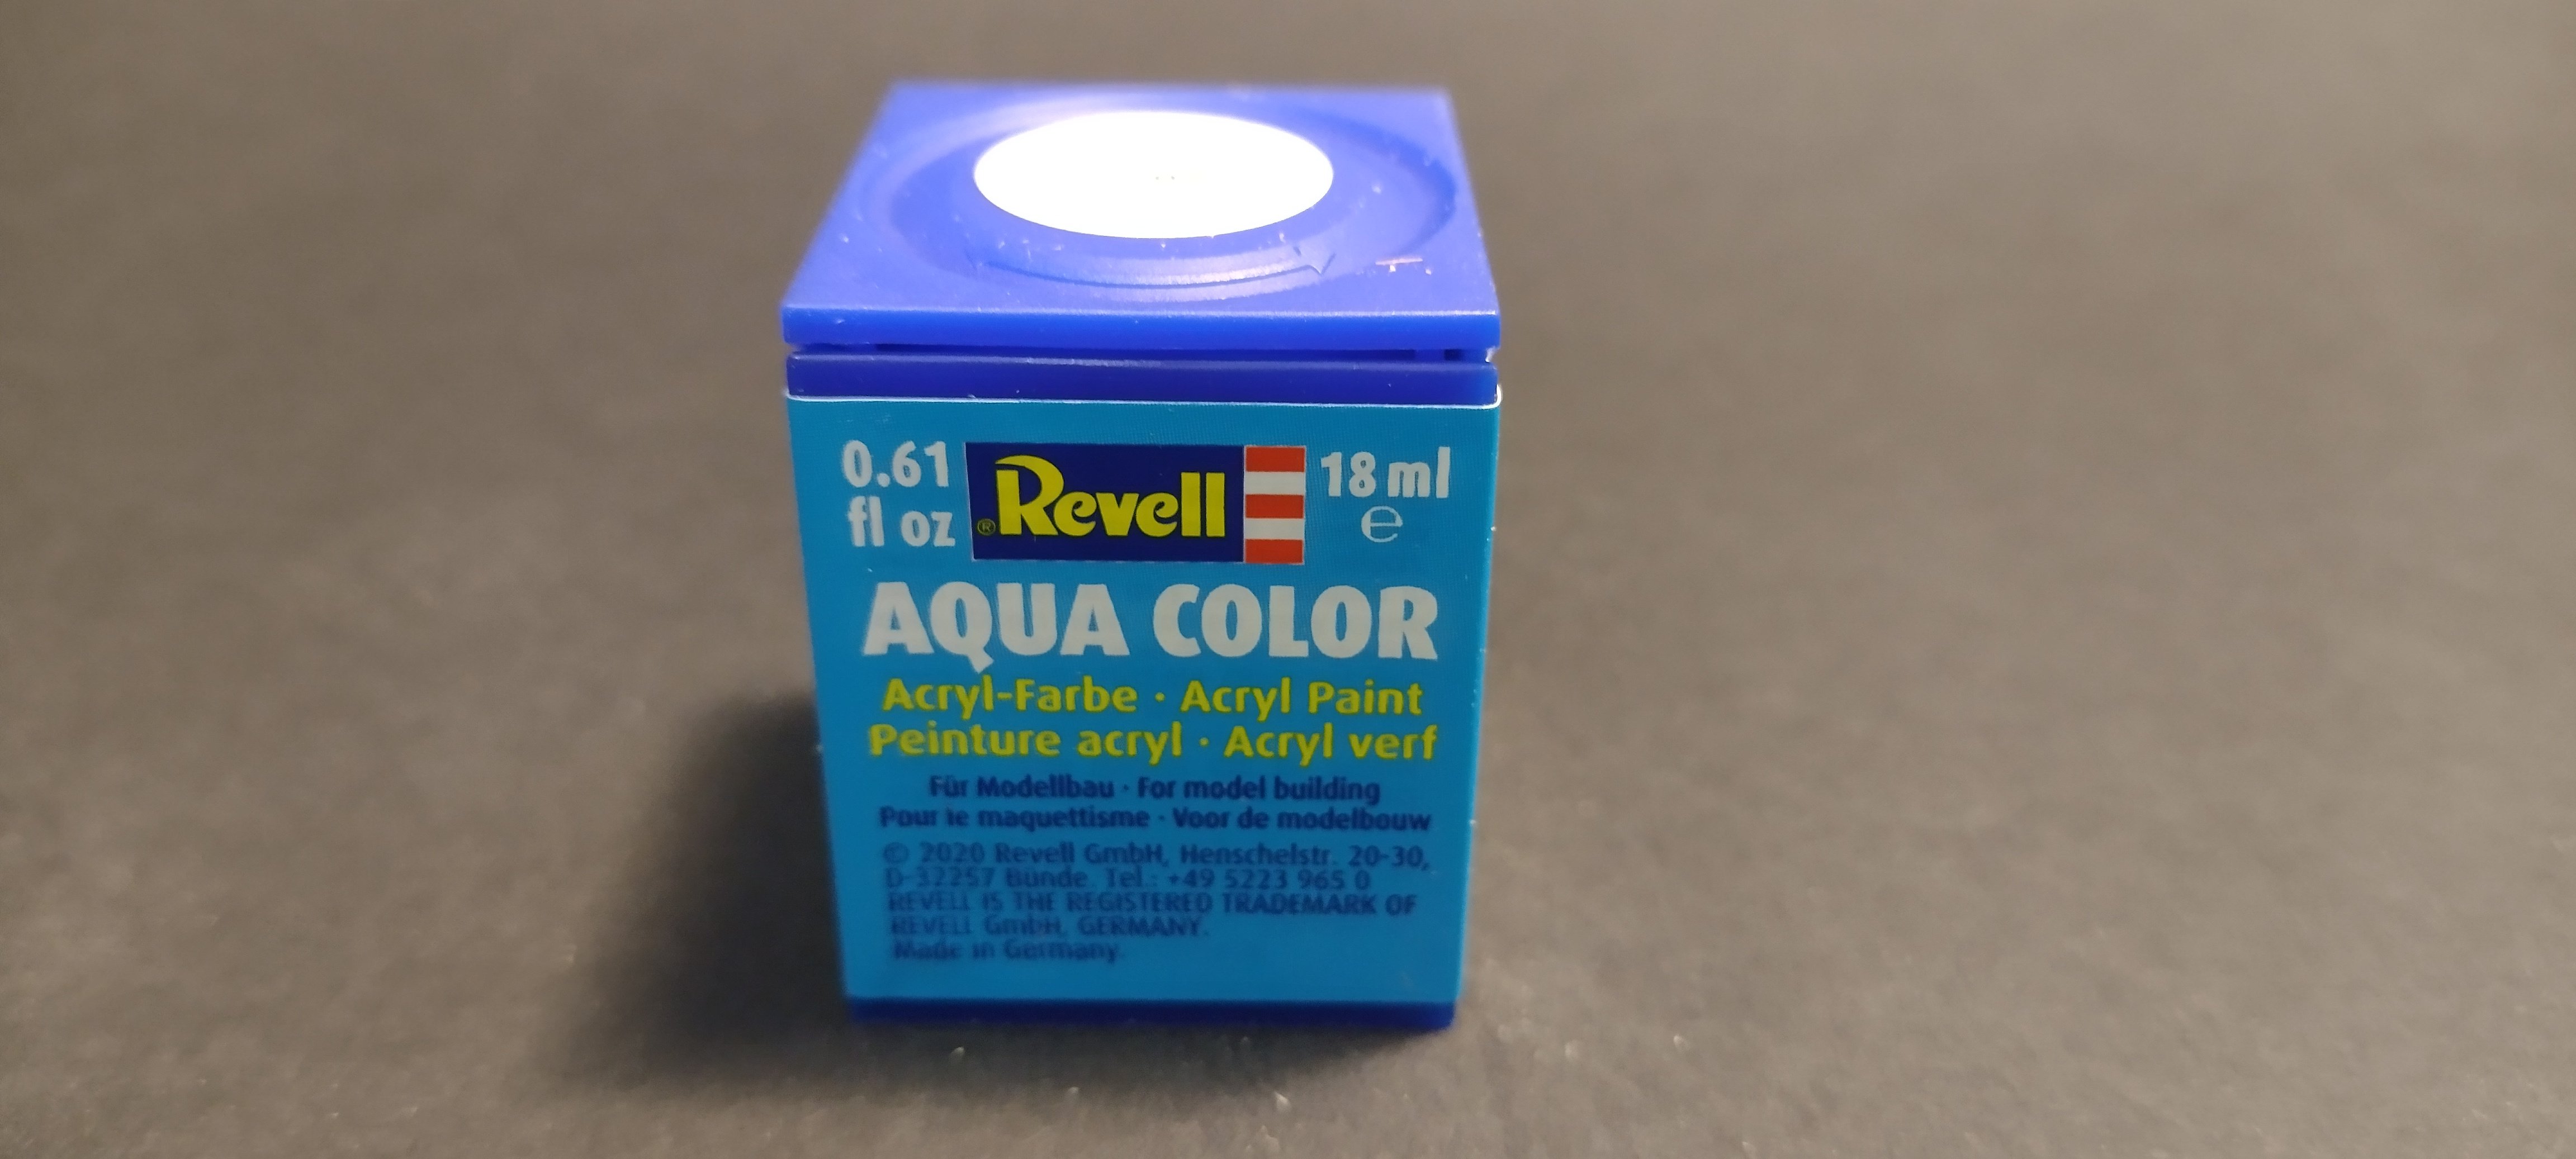 0.61
fl oz
®Revell
18 ml
℮
AQUA COLOR
Acryl-Farbe · Acryl Paint
Peinture acryl · Acryl verf
Für Modellbau · For model building
Pour le maquettisme · Voor de modelbouw
© 2020 Revell GmbH, Henschelstr. 20-30,
D-32257 Bünde. Tel.: +49 5223 965 0
REVELL IS THE REGISTERED TRADEMARK OF
REVELL GmbH, GERMANY.
Made in Germany.